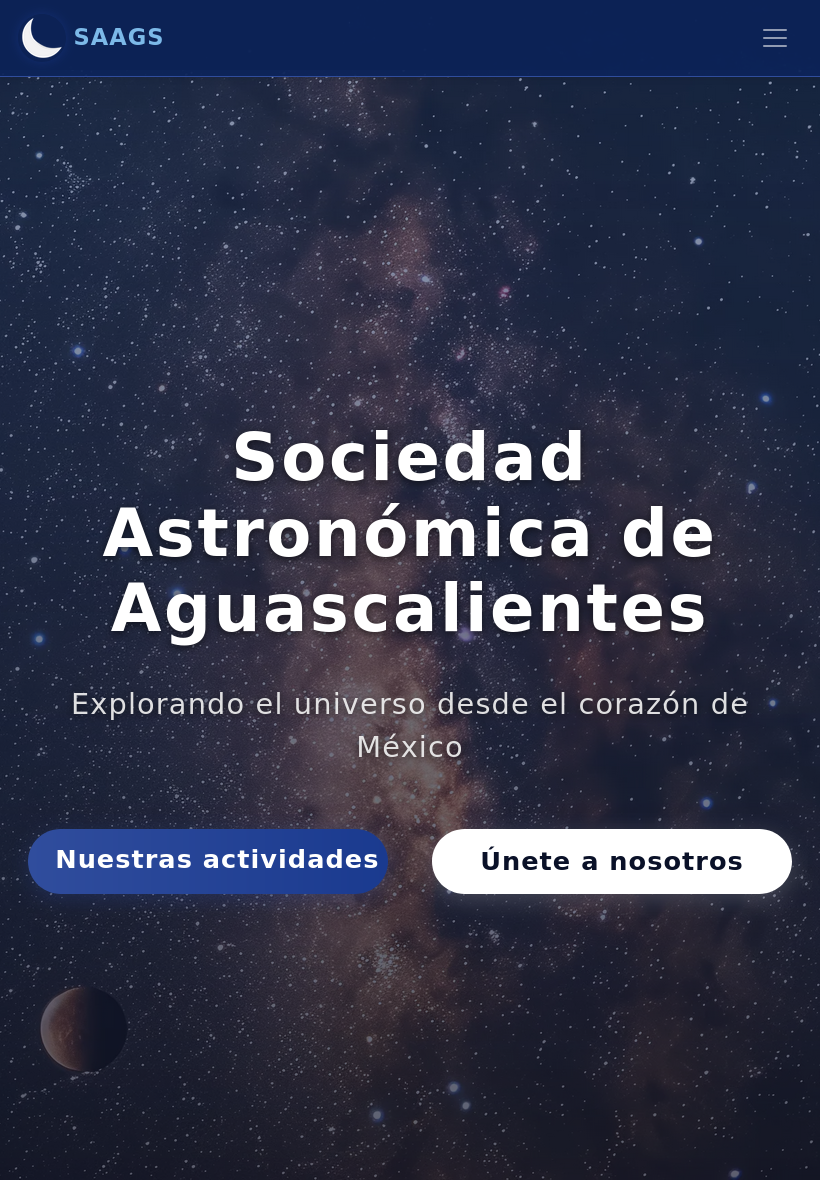 SAAGS
Sociedad
Astronómica de
Aguascalientes
Explorando el universo desde el corazón de
México
Nuestras actividades
Únete a nosotros